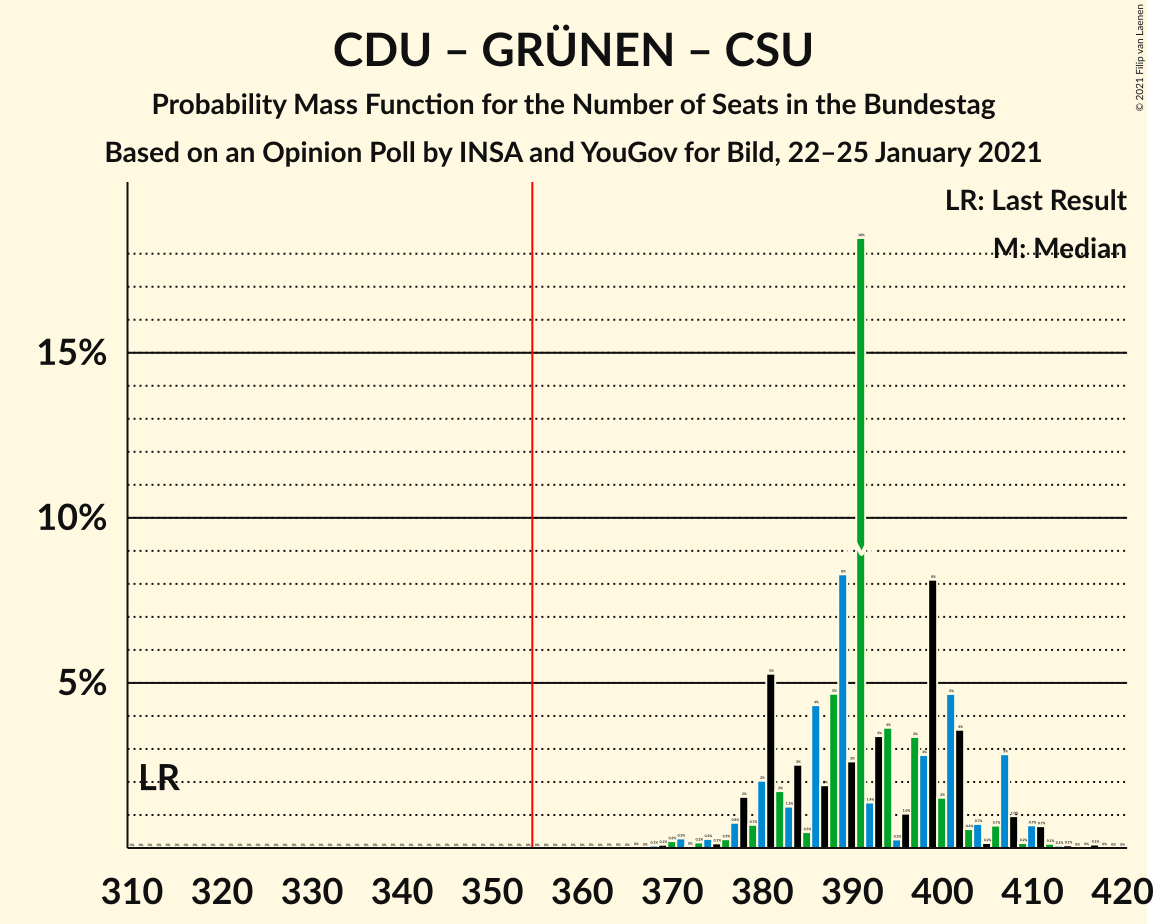 CDU – GRÜNEN – CSU
Probability Mass Function for the Number of Seats in the Bundestag
Based on an Opinion Poll by INSA and YouGov for Bild, 22–25 January 2021
© 2021 Filip van Laenen
LR: Last Result
M: Median
15%
10%
5%
LR
310 320 330 340 350 360 370 380 390 400 410 420